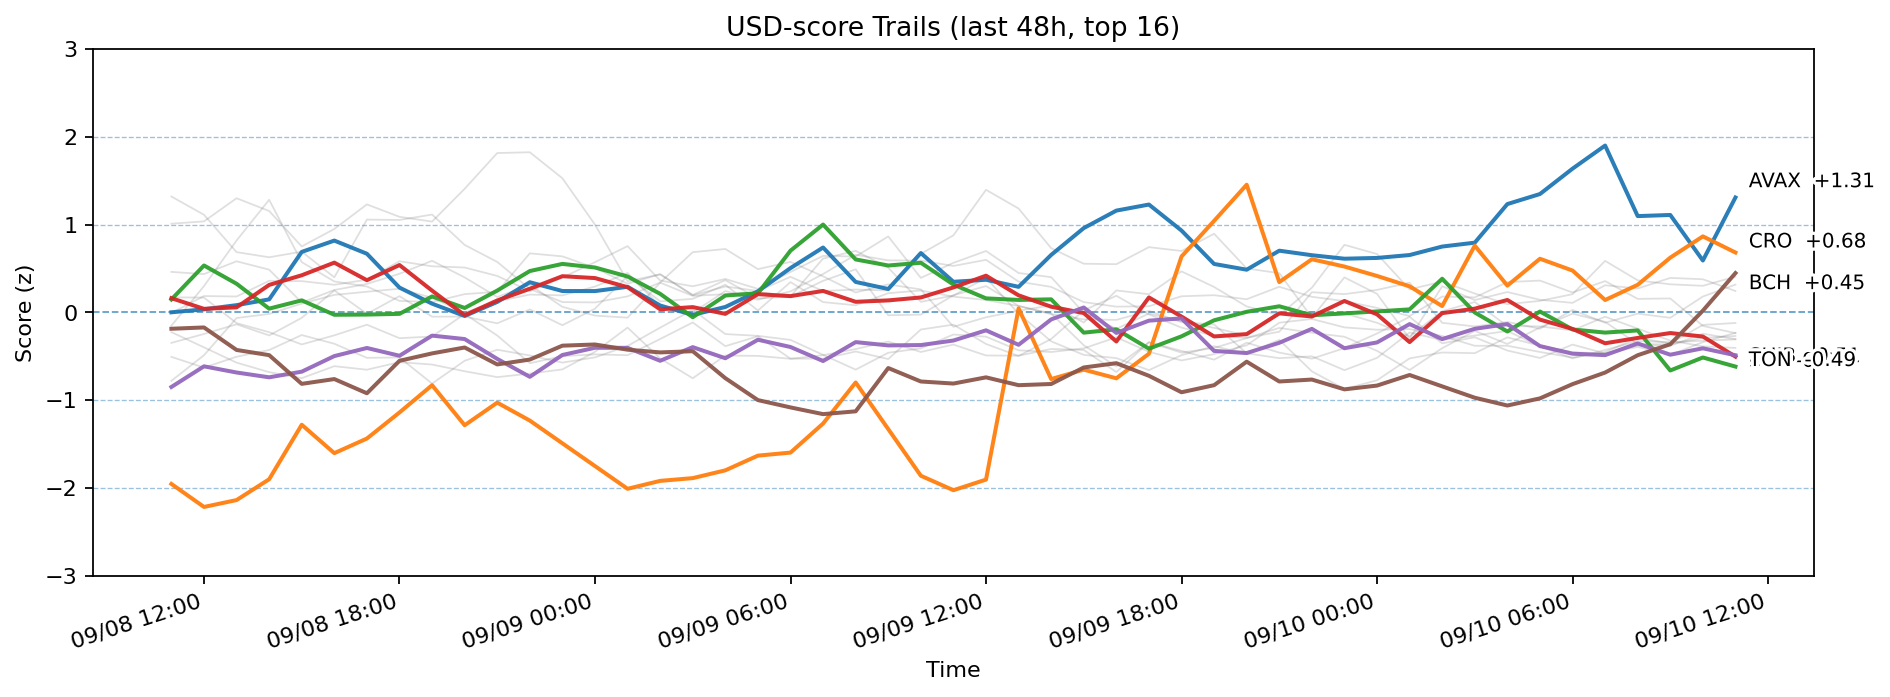 USD-score Trails (last 48h, top 16)
3
2
1
0
−1
−2
−3
Score (z)
AVAX +1.31
CRO +0.68
BCH +0.45
TON -0.49
09/08 12:00
09/08 18:00
09/09 00:00
09/09 06:00
09/09 12:00
09/09 18:00
09/10 00:00
09/10 06:00
09/10 12:00
Time